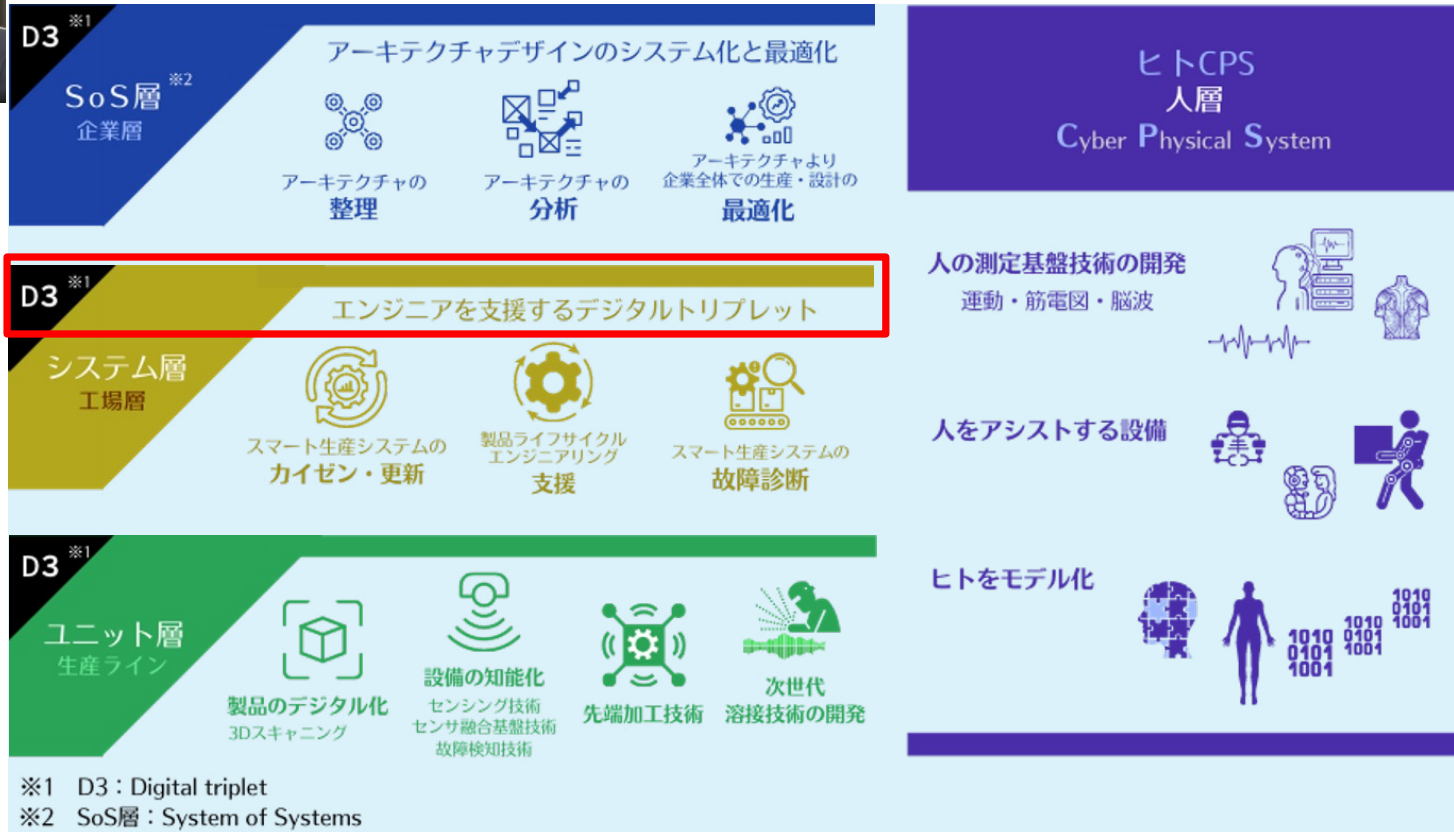 D3 ※1
SoS層 ※2
企業層
アーキテクチャデザインのシステム化と最適化
アーキテクチャの
整理
アーキテクチャの
分析
アーキテクチャより
企業全体での生産・設計の
最適化
D3 ※1
エンジニアを支援するデジタルトリプレット
システム層
工場層
スマート生産システムの
カイゼン・更新
製品ライフサイクル
エンジニアリング
支援
スマート生産システムの
故障診断
D3 ※1
ユニット層
生産ライン
製品のデジタル化
3Dスキャニング
設備の知能化
センシング技術
センサ融合基盤技術
故障検知技術
先端加工技術
次世代
溶接技術の開発
※1 D3：Digital triplet
※2 SoS層：System of Systems
ヒトCPS
人層
Cyber Physical System
人の測定基盤技術の開発
運動・筋電図・脳波
人をアシストする設備
ヒトをモデル化
1010
0101
1001
1010
0101
1001
1010
0101
1001